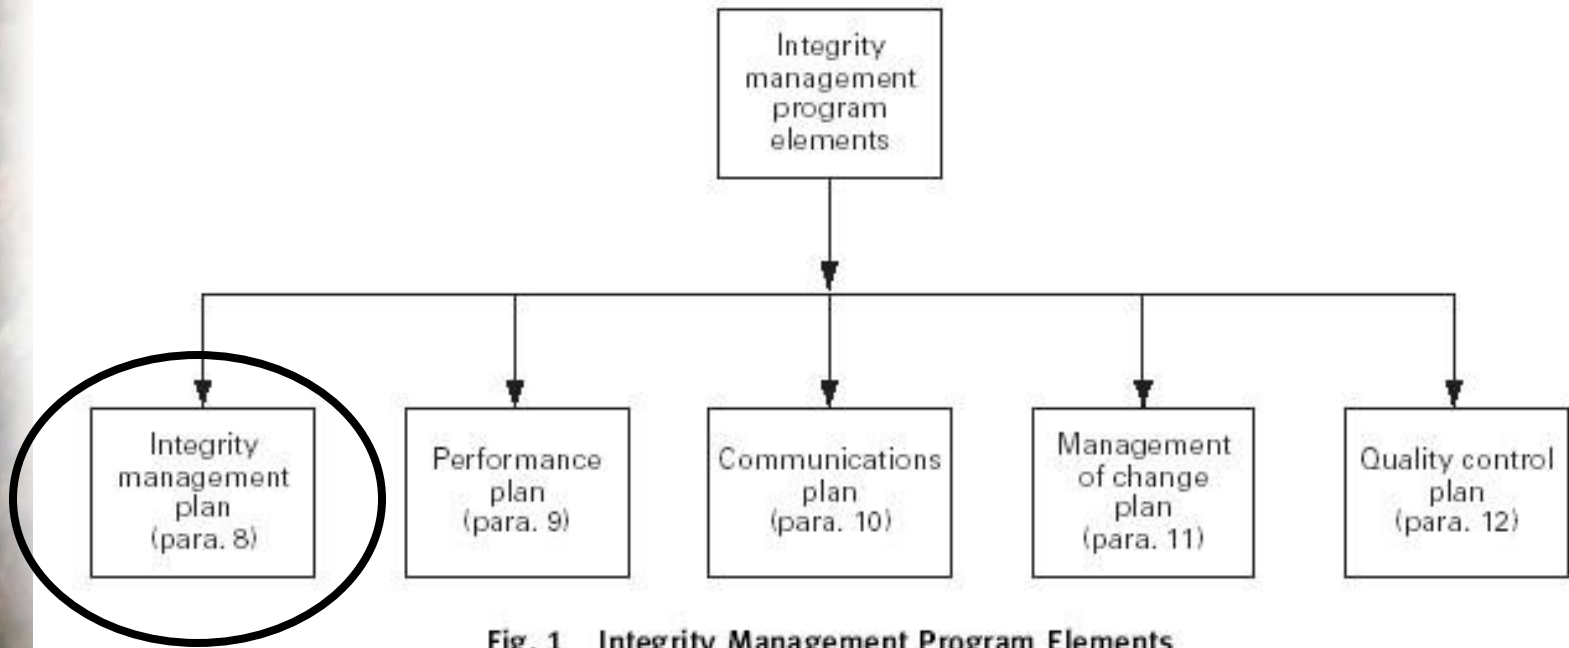 Integrity
management
program
elements
Integrity
management
plan
(para. 8)
Performance
plan
(para. 9)
Communications
plan
(para. 10)
Management
of change
plan
(para. 11)
Quality control
plan
(para. 12)
Fig. 1 Integrity Management Program Elements